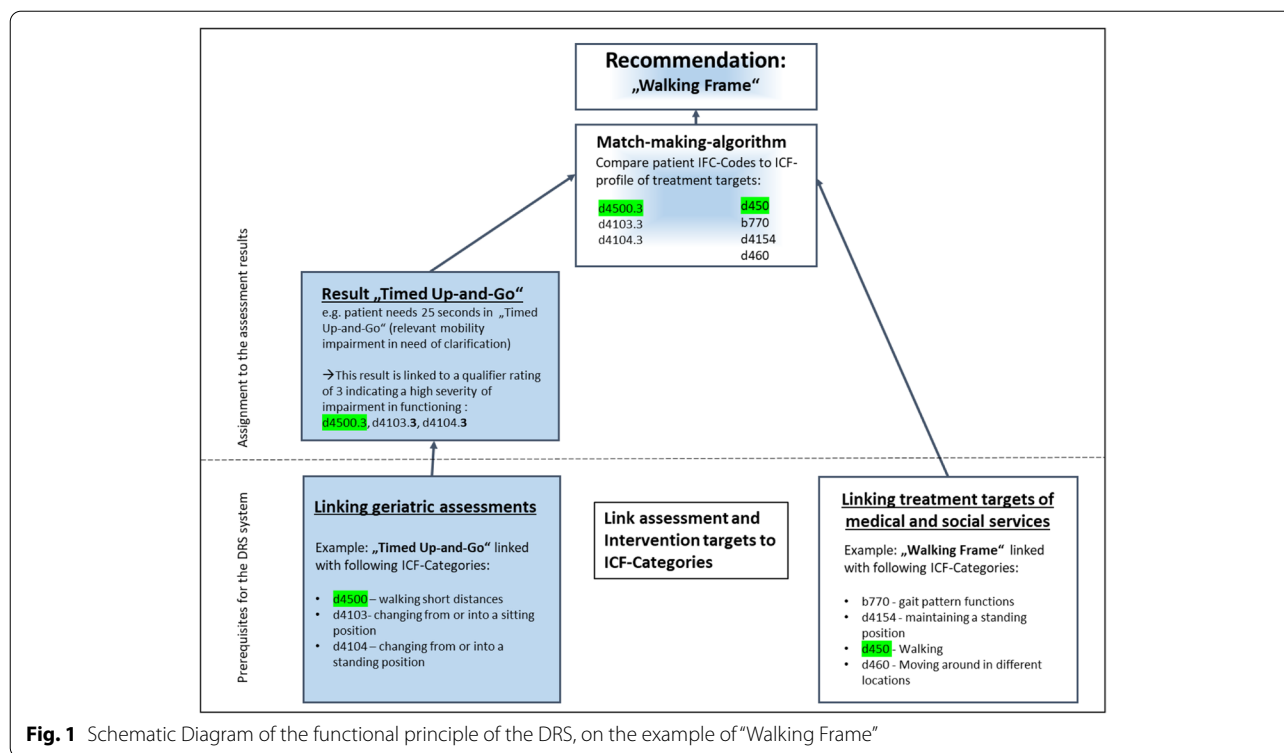 Recommendation:
„Walking Frame“
Match-making-algorithm
Compare patient IFC-Codes to ICF-
profile of treatment targets:
d4500.3
d4103.3
d4104.3
d450
b770
d4154
d460
Assignment to the assessment results
Result „Timed Up-and-Go“
e.g. patient needs 25 seconds in „Timed
Up-and-Go“ (relevant mobility
impairment in need of clarification)
→This result is linked to a qualifier rating
of 3 indicating a high severity of
impairment in functioning :
d4500.3, d4103.3, d4104.3
Prerequisites for the DRS system
Linking geriatric assessments
Example: „Timed Up-and-Go“ linked
with following ICF-Categories:
• d4500 – walking short distances
• d4103- changing from or into a sitting
position
• d4104 – changing from or into a
standing position
Link assessment and
Intervention targets to
ICF-Categories
Linking treatment targets of
medical and social services
Example: „Walking Frame“ linked
with following ICF-Categories:
• b770 - gait pattern functions
• d4154 - maintaining a standing
position
• d450 - Walking
• d460 - Moving around in different
locations
Fig. 1 Schematic Diagram of the functional principle of the DRS, on the example of “Walking Frame”